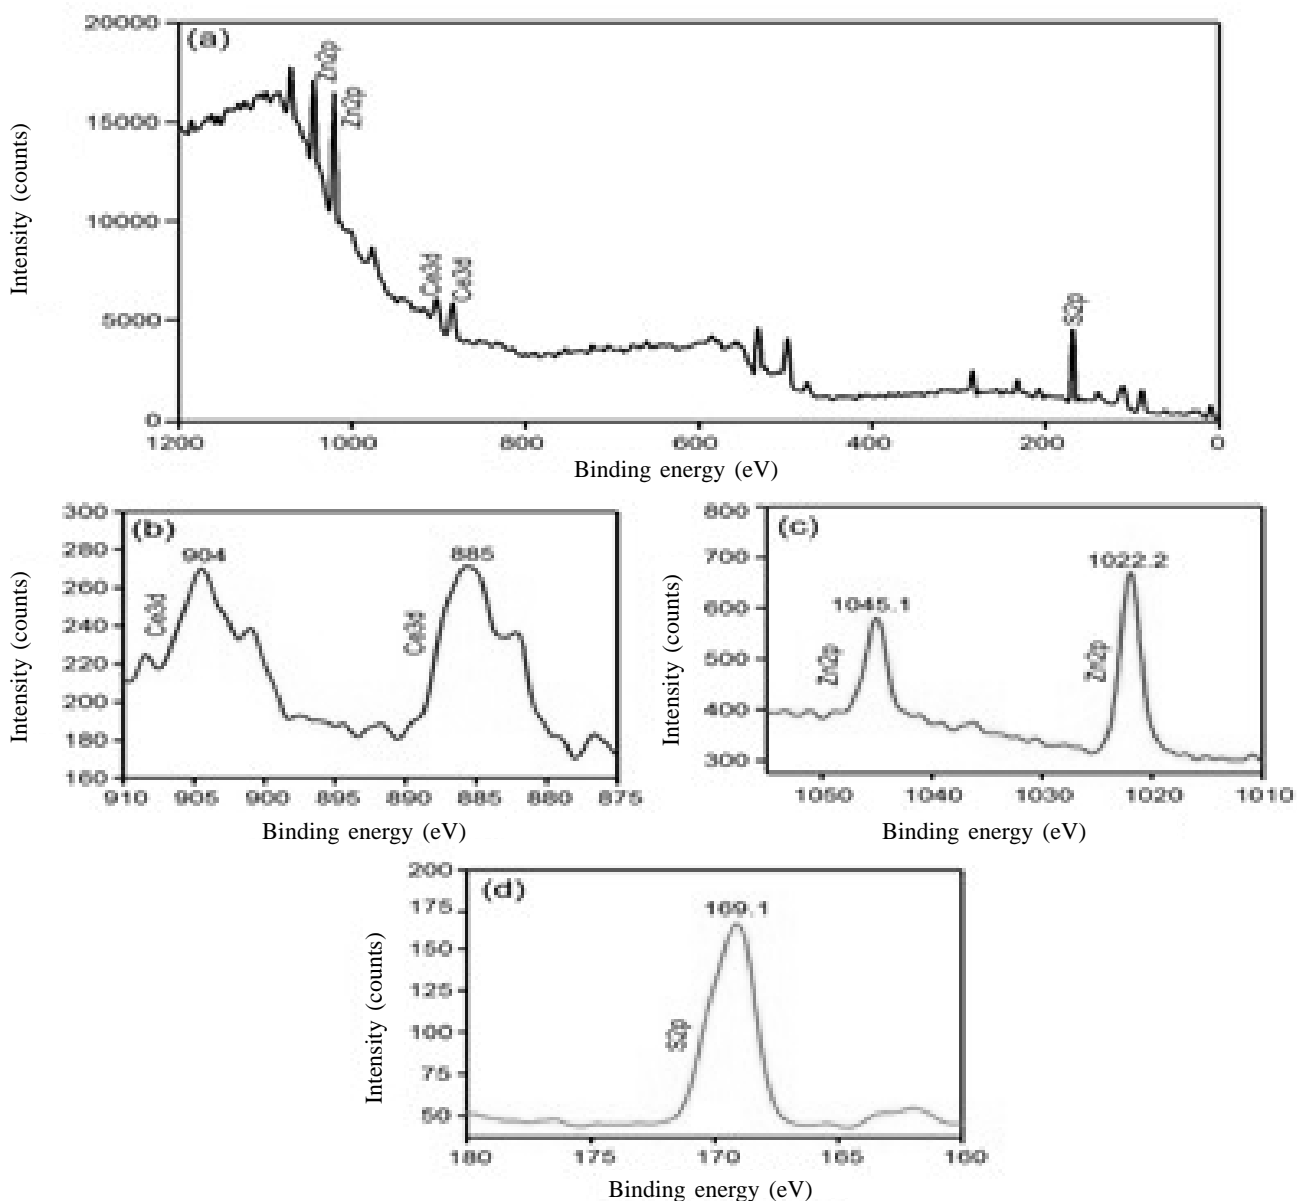 (a)
20000
15000
10000
5000
0
Intensity (counts)
Zn2p
Zn2p
Ce3d
Ce3d
S2p
1200 1000 800 600 400 200 0
Binding energy (eV)
(b)
300
280
260
240
220
200
180
160
Intensity (counts)
904
885
Ce3d
Ce3d
910 905 900 895 890 885 880 875
Binding energy (eV)
(c)
800
700
600
500
400
300
Intensity (counts)
1045.1
1022.2
Zn2p
Zn2p
1050 1040 1030 1020 1010
Binding energy (eV)
(d)
200
175
150
125
100
75
50
Intensity (counts)
169.1
S2p
180 175 170 165 160
Binding energy (eV)